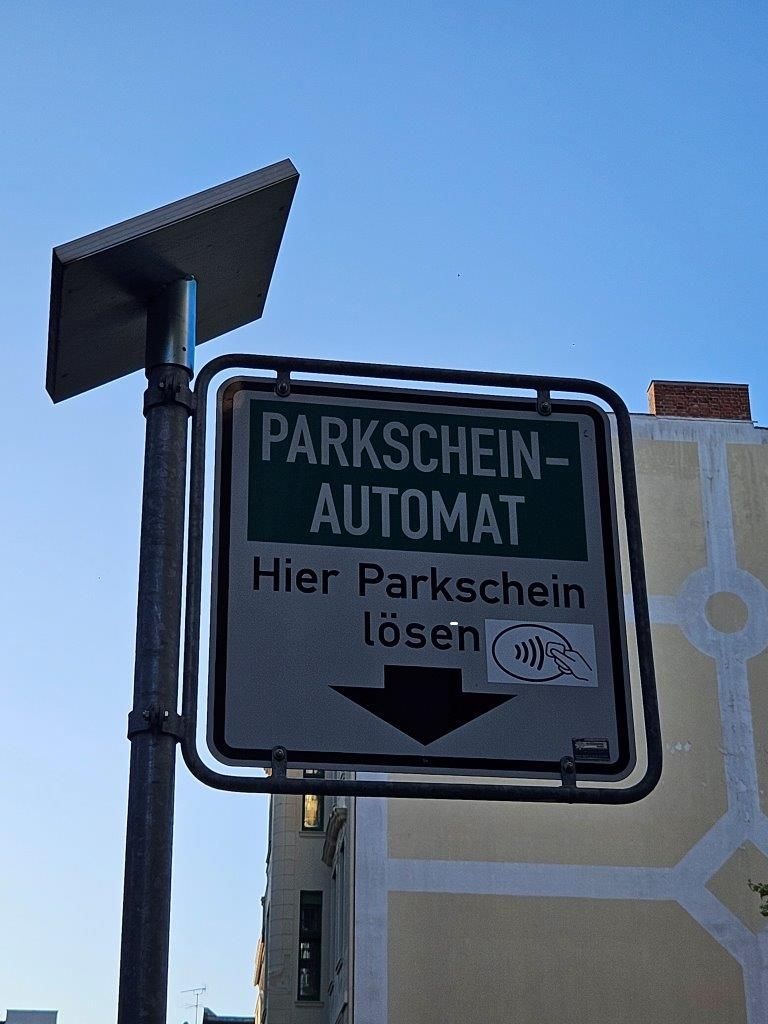 PARKSCHEIN-
AUTOMAT
Hier Parkschein
lösen